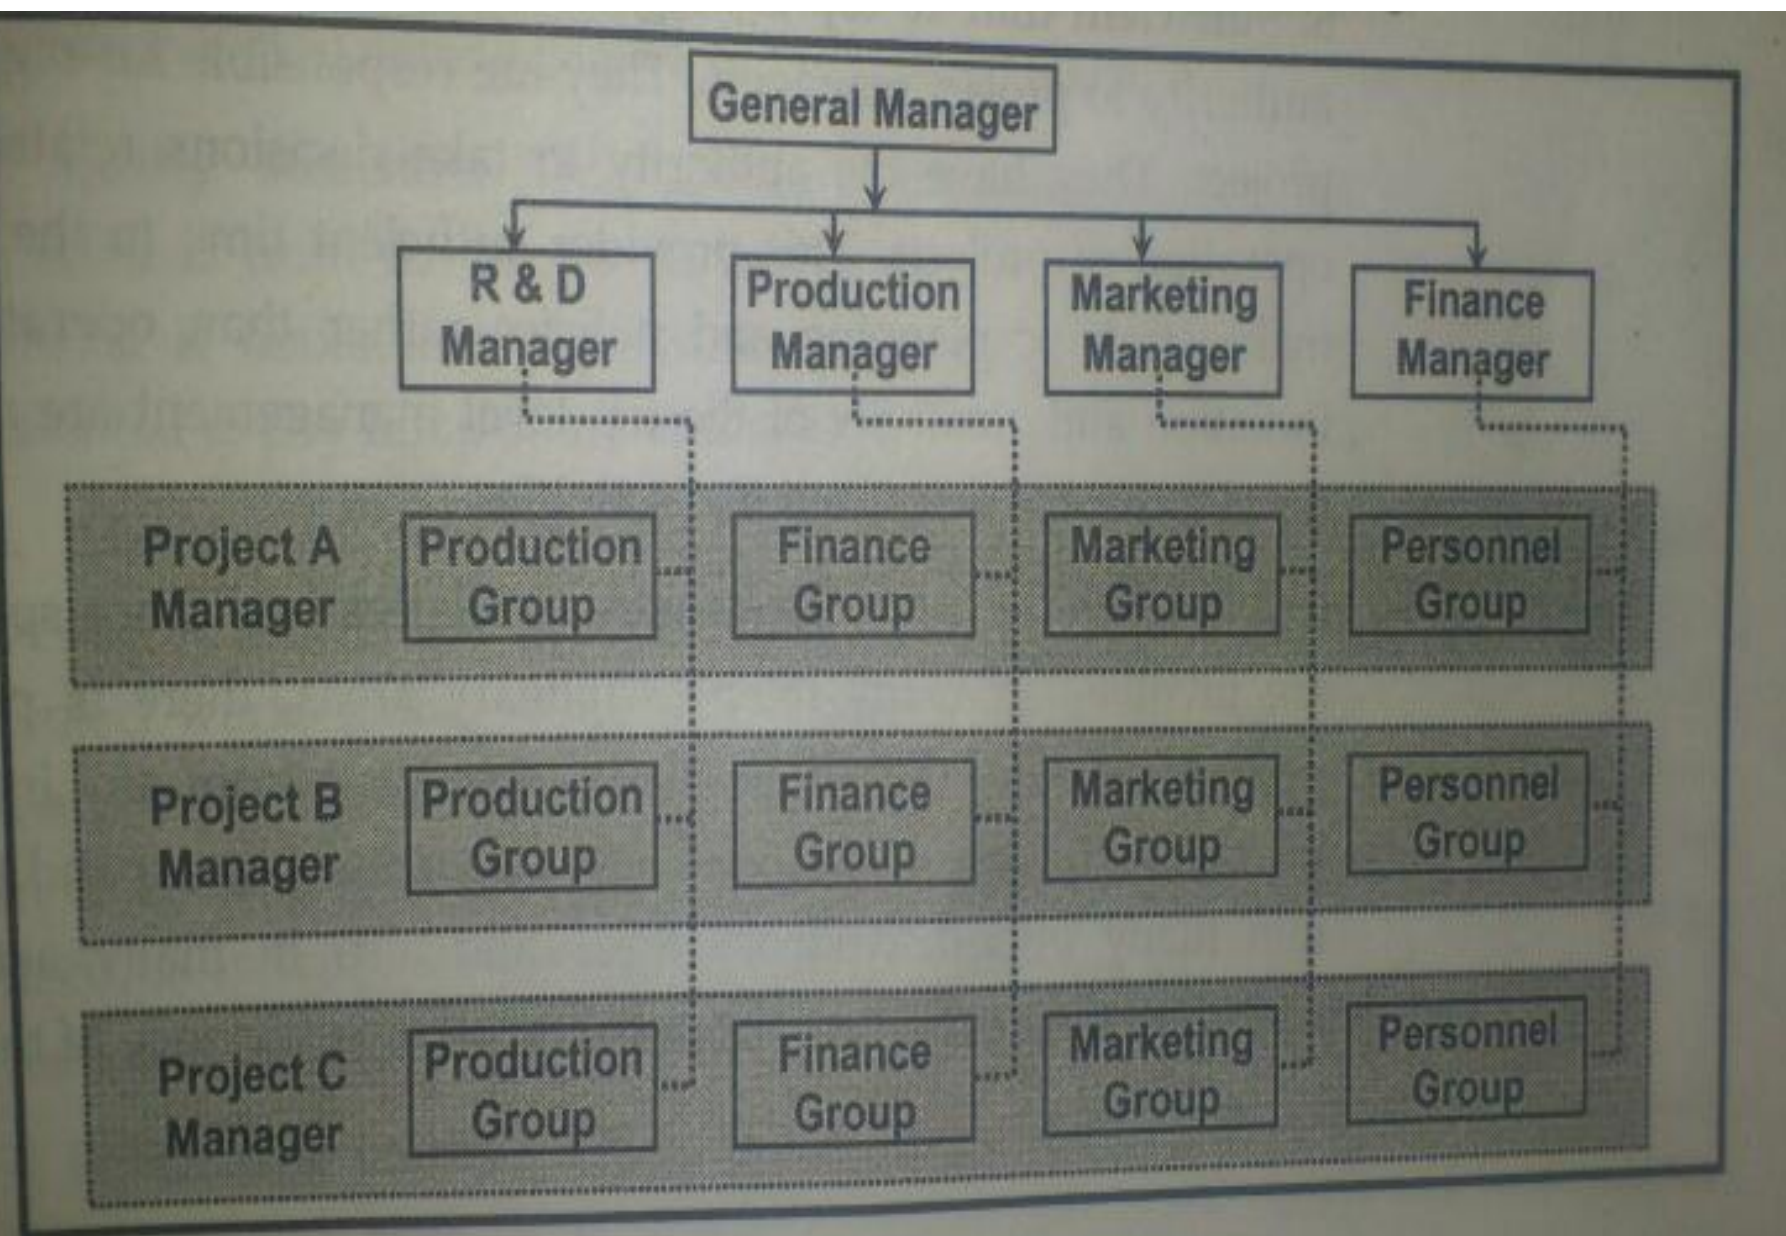 General Manager
R & D
Manager
Production
Manager
Marketing
Manager
Finance
Manager
Project A
Manager
Production
Group
Finance
Group
Marketing
Group
Personnel
Group
Project B
Manager
Production
Group
Finance
Group
Marketing
Group
Personnel
Group
Project C
Manager
Production
Group
Finance
Group
Marketing
Group
Personnel
Group